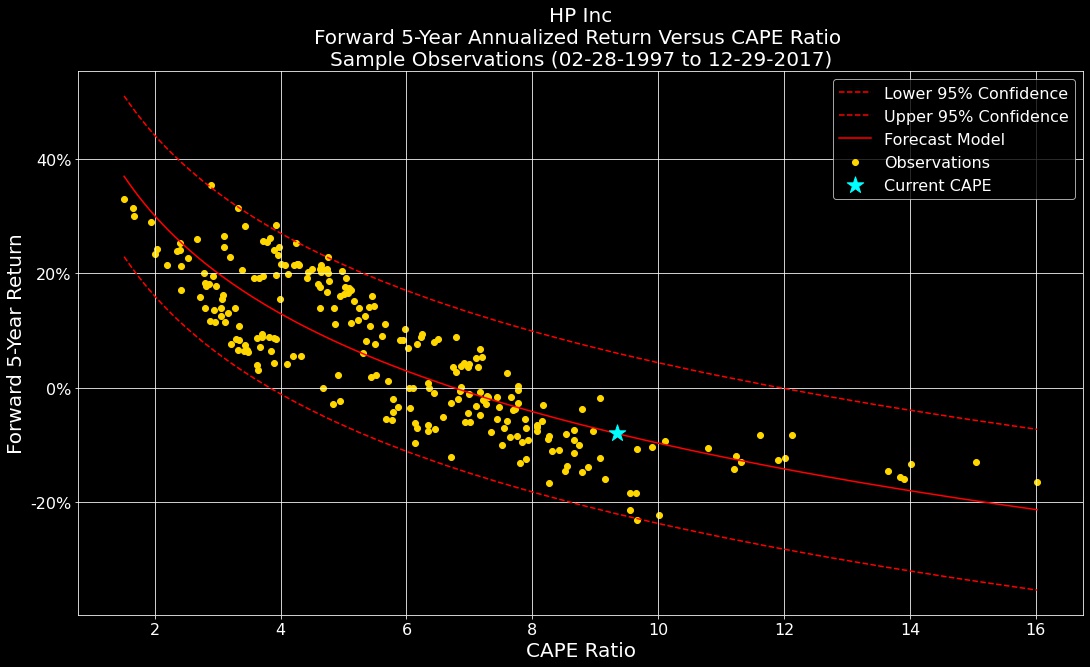 HP Inc
Forward 5-Year Annualized Return Versus CAPE Ratio
Sample Observations (02-28-1997 to 12-29-2017)
Lower 95% Confidence
Upper 95% Confidence
Forecast Model
Observations
Current CAPE
Forward 5-Year Return
40%
20%
0%
-20%
2 4 6 8 10 12 14 16
CAPE Ratio